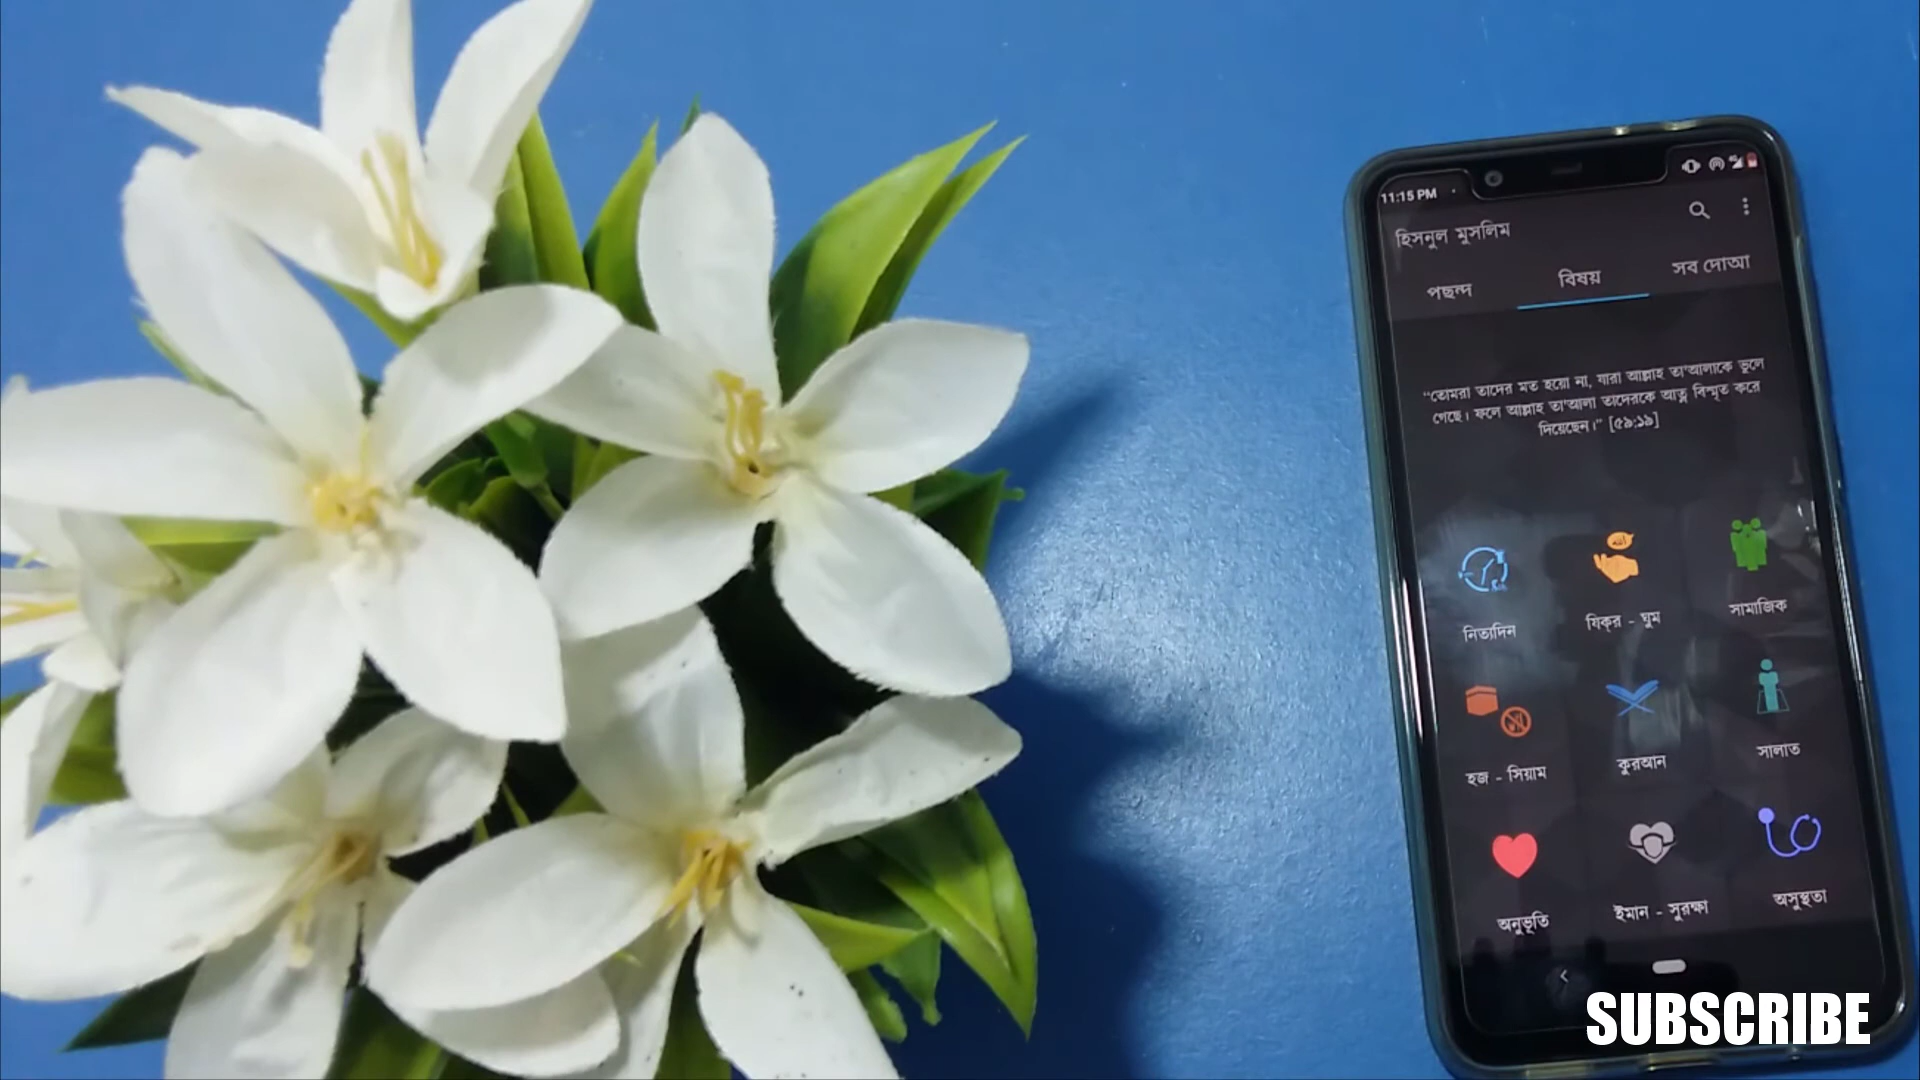 11:15 PM
হিসনুল মুসলিম
পছন্দ
বিষয়
সব দোআ
“তোমরা তাদের মত হয়ো না, যারা আল্লাহ তা'আলাকে ভুলে
গেছে। ফলে আল্লাহ তা'আলা তাদেরকে আত্ন বিস্মৃত করে
দিয়েছেন।” [৫৯:১৯]
নিত্যদিন
যিক্‌র - ঘুম
সামাজিক
হজ - সিয়াম
কুরআন
সালাত
অনুভূতি
ইমান - সুরক্ষা
অসুস্থতা
SUBSCRIBE